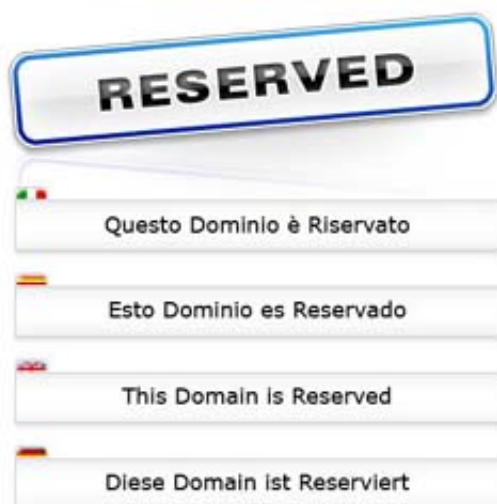 RESERVED
Questo Dominio è Riservato
Esto Dominio es Reservado
This Domain is Reserved
Diese Domain ist Reserviert